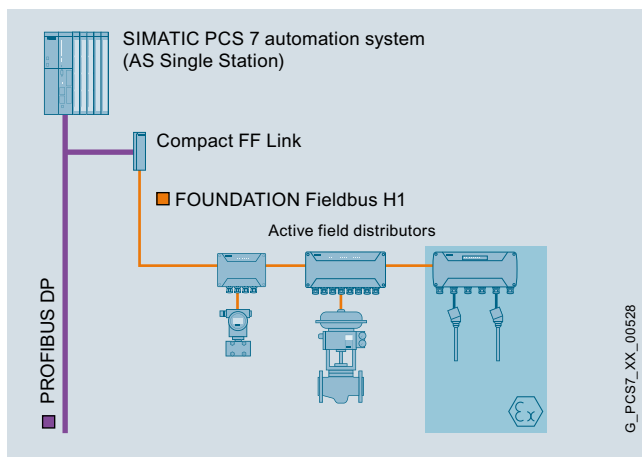 SIMATIC PCS 7 automation system
(AS Single Station)
Compact FF Link
FOUNDATION Fieldbus H1
Active field distributors
PROFIBUS DP
Ex
G_PCS7_XX_00528